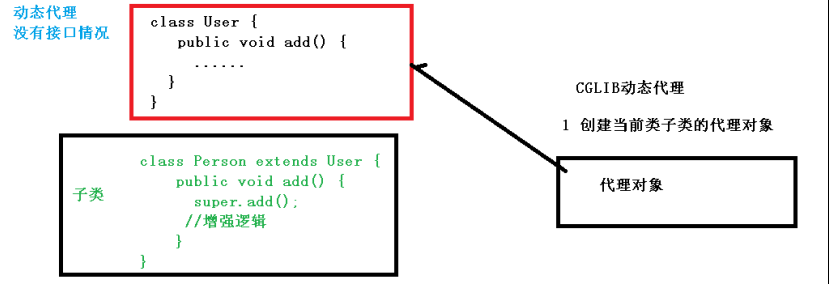 动态代理
没有接口情况
class User {
public void add() {
......
}
}
子类
class Person extends User {
public void add() {
super.add();
//增强逻辑
}
}
CGLIB动态代理
1 创建当前类子类的代理对象
代理对象